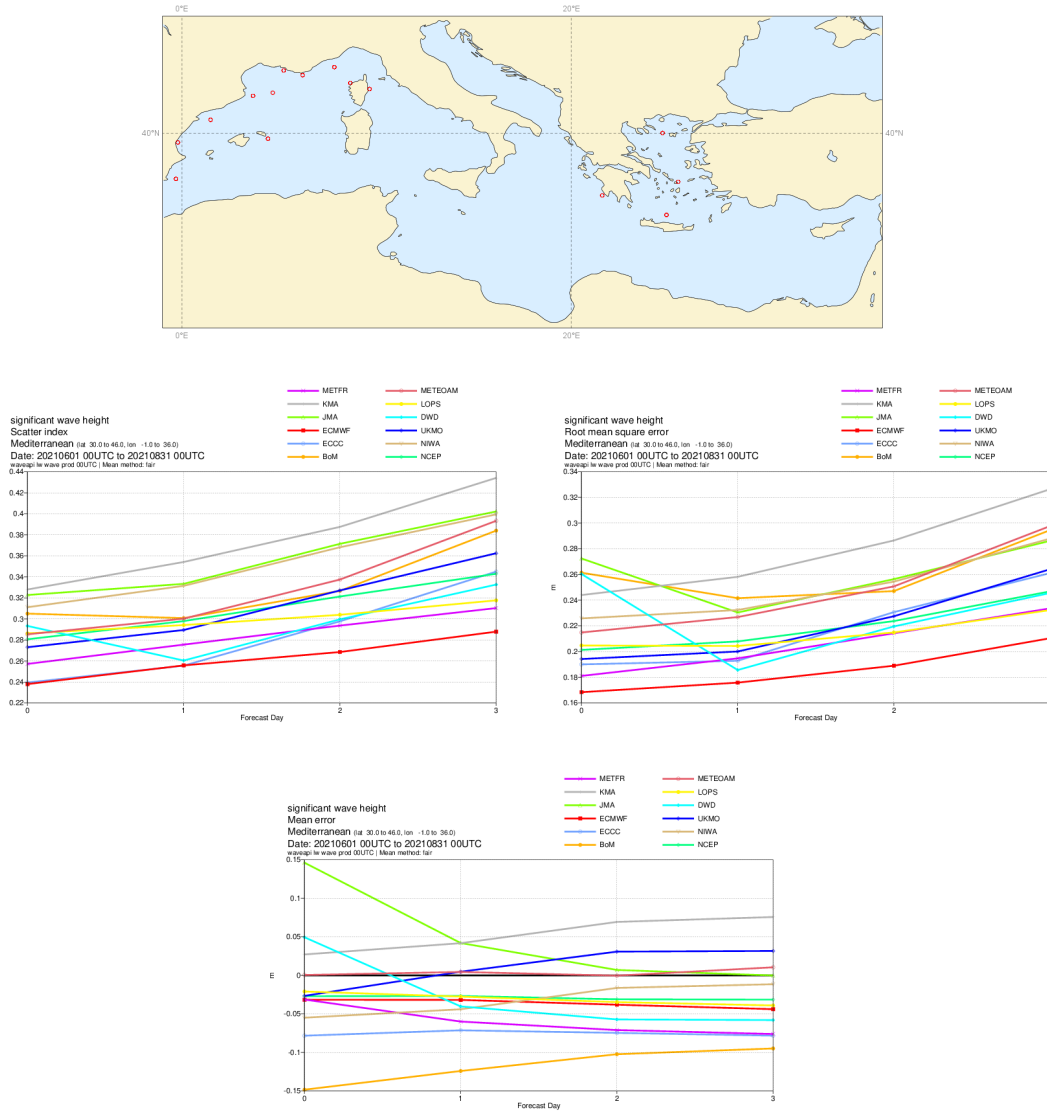 0°E 20°E
40°N 40°N
0°E 20°E
METFR METEOAM
KMA LOPS
JMA DWD
ECMWF UKMO
ECCC NIWA
BoM NCEP
significant wave height
Scatter index
Mediterranean (lat 30.0 to 46.0, lon -1.0 to 36.0)
Date: 20210601 00UTC to 20210831 00UTC
waveapi lw wave prod 00UTC | Mean method: fair
0.44
0.42
0.4
0.38
0.36
0.34
0.32
0.3
0.28
0.26
0.24
0.22
0 1 2 3
Forecast Day
METFR METEOAM
KMA LOPS
JMA DWD
ECMWF UKMO
ECCC NIWA
BoM NCEP
significant wave height
Root mean square error
Mediterranean (lat 30.0 to 46.0, lon -1.0 to 36.0)
Date: 20210601 00UTC to 20210831 00UTC
waveapi lw wave prod 00UTC | Mean method: fair
0.34
0.32
0.3
0.28
0.26
0.24
0.22
0.2
0.18
0.16
m
0 1 2
Forecast Day
METFR METEOAM
KMA LOPS
JMA DWD
ECMWF UKMO
ECCC NIWA
BoM NCEP
significant wave height
Mean error
Mediterranean (lat 30.0 to 46.0, lon -1.0 to 36.0)
Date: 20210601 00UTC to 20210831 00UTC
waveapi lw wave prod 00UTC | Mean method: fair
0.15
0.1
0.05
0
-0.05
-0.1
-0.15
m
0 1 2 3
Forecast Day